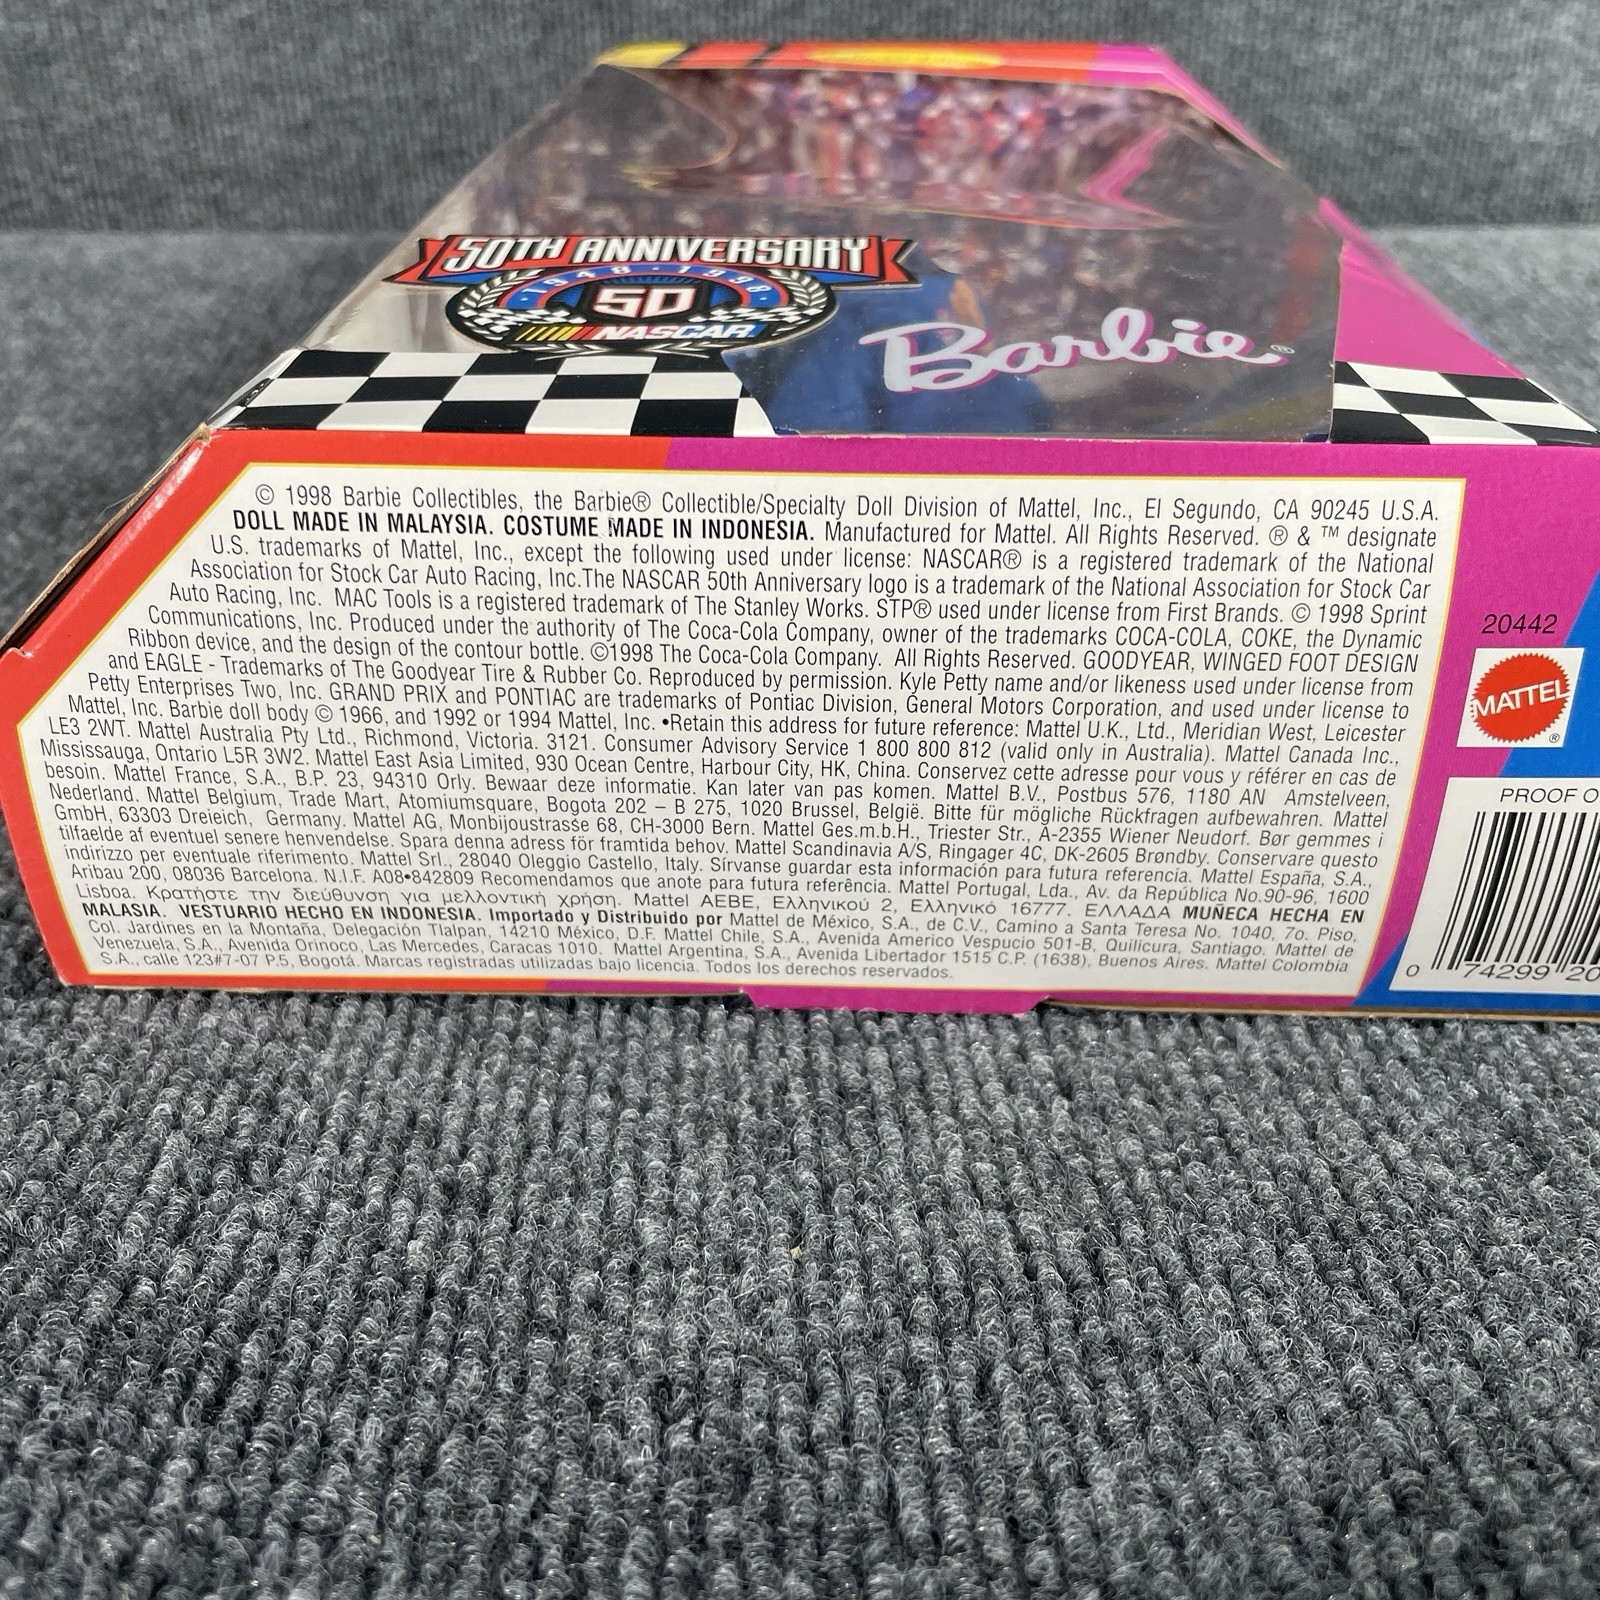 50TH ANNIVERSARY
1948 · 1998
50
NASCAR
Barbie®
© 1998 Barbie Collectibles, the Barbie® Collectible/Specialty Doll Division of Mattel, Inc., El Segundo, CA 90245 U.S.A.
DOLL MADE IN MALAYSIA. COSTUME MADE IN INDONESIA. Manufactured for Mattel. All Rights Reserved. ® & ™ designate
U.S. trademarks of Mattel, Inc., except the following used under license: NASCAR® is a registered trademark of the National
Association for Stock Car Auto Racing, Inc.The NASCAR 50th Anniversary logo is a trademark of the National Association for Stock Car
Auto Racing, Inc. MAC Tools is a registered trademark of The Stanley Works. STP® used under license from First Brands. © 1998 Sprint
Communications, Inc. Produced under the authority of The Coca-Cola Company, owner of the trademarks COCA-COLA, COKE, the Dynamic
Ribbon device, and the design of the contour bottle. ©1998 The Coca-Cola Company. All Rights Reserved. GOODYEAR, WINGED FOOT DESIGN
and EAGLE - Trademarks of The Goodyear Tire & Rubber Co. Reproduced by permission. Kyle Petty name and/or likeness used under license from
Petty Enterprises Two, Inc. GRAND PRIX and PONTIAC are trademarks of Pontiac Division, General Motors Corporation, and used under license to
Mattel, Inc. Barbie doll body © 1966, and 1992 or 1994 Mattel, Inc. •Retain this address for future reference: Mattel U.K., Ltd., Meridian West, Leicester
LE3 2WT. Mattel Australia Pty Ltd., Richmond, Victoria. 3121. Consumer Advisory Service 1 800 800 812 (valid only in Australia). Mattel Canada Inc.,
Mississauga, Ontario L5R 3W2. Mattel East Asia Limited, 930 Ocean Centre, Harbour City, HK, China. Conservez cette adresse pour vous y référer en cas de
besoin. Mattel France, S.A., B.P. 23, 94310 Orly. Bewaar deze informatie. Kan later van pas komen. Mattel B.V., Postbus 576, 1180 AN Amstelveen,
Nederland. Mattel Belgium, Trade Mart, Atomiumsquare, Bogota 202 – B 275, 1020 Brussel, België. Bitte für mögliche Rückfragen aufbewahren. Mattel
GmbH, 63303 Dreieich, Germany. Mattel AG, Monbijoustrasse 68, CH-3000 Bern. Mattel Ges.m.b.H., Triester Str., A-2355 Wiener Neudorf. Bør gemmes i
tilfaelde af eventuel senere henvendelse. Spara denna adress för framtida behov. Mattel Scandinavia A/S, Ringager 4C, DK-2605 Brøndby. Conservare questo
indirizzo per eventuale riferimento. Mattel Srl., 28040 Oleggio Castello, Italy. Sírvanse guardar esta información para futura referencia. Mattel España, S.A.,
Aribau 200, 08036 Barcelona. N.I.F. A08•842809 Recomendamos que anote para futura referência. Mattel Portugal, Lda., Av. da República No.90-96, 1600
Lisboa. Κρατήστε την διεύθυνση για μελλοντική χρήση. Mattel AEBE, Ελληνικού 2, Ελληνικό 16777. ΕΛΛΑΔΑ MUÑECA HECHA EN
MALASIA. VESTUARIO HECHO EN INDONESIA. Importado y Distribuido por Mattel de México, S.A., de C.V., Camino a Santa Teresa No. 1040, 7o. Piso,
Col. Jardines en la Montaña, Delegación Tlalpan, 14210 México, D.F. Mattel Chile, S.A., Avenida Americo Vespucio 501-B, Quilicura, Santiago. Mattel de
Venezuela, S.A., Avenida Orinoco, Las Mercedes, Caracas 1010. Mattel Argentina, S.A., Avenida Libertador 1515 C.P. (1638), Buenos Aires. Mattel Colombia
S.A., calle 123#7-07 P.5, Bogotá. Marcas registradas utilizadas bajo licencia. Todos los derechos reservados.
20442
MATTEL®
PROOF O
0 74299 20